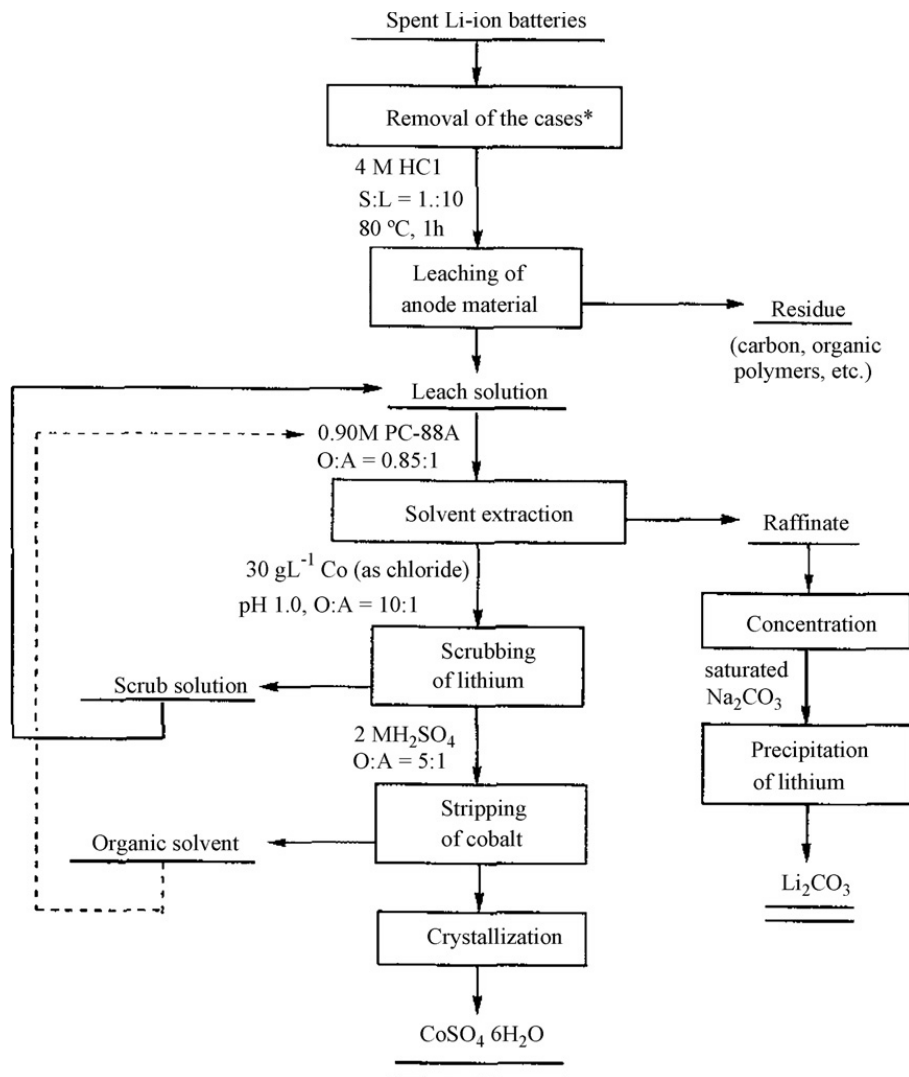 Spent Li-ion batteries
Removal of the cases*
4 M HC1
S:L = 1.:10
80 ºC, 1h
Leaching of
anode material
Residue
(carbon, organic
polymers, etc.)
Leach solution
0.90M PC-88A
O:A = 0.85:1
Solvent extraction
Raffinate
30 gL⁻¹ Co (as chloride)
pH 1.0, O:A = 10:1
Concentration
Scrubbing
of lithium
saturated
Na₂CO₃
Scrub solution
2 MH₂SO₄
O:A = 5:1
Precipitation
of lithium
Stripping
of cobalt
Organic solvent
Li₂CO₃
Crystallization
CoSO₄ 6H₂O